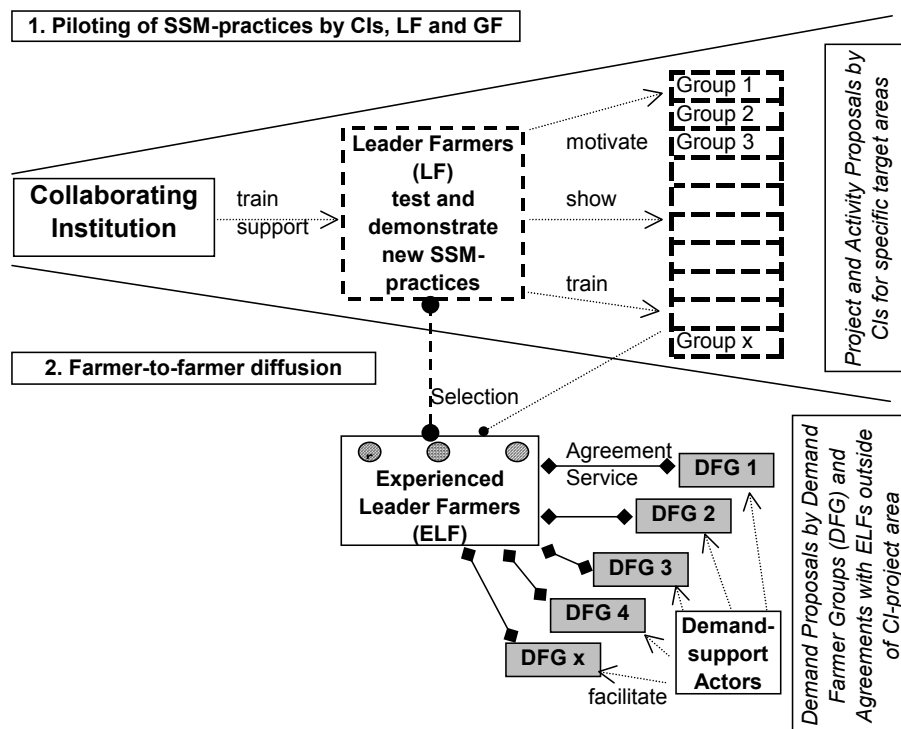 1. Piloting of SSM-practices by CIs, LF and GF
Collaborating
Institution
train
support
Leader Farmers
(LF)
test and
demonstrate
new SSM-
practices
motivate
show
train
Group 1
Group 2
Group 3
Group x
Project and Activity Proposals by
CIs for specific target areas
2. Farmer-to-farmer diffusion
Selection
r
Experienced
Leader Farmers
(ELF)
Agreement
Service
DFG 1
DFG 2
DFG 3
DFG 4
DFG x
Demand-
support
Actors
facilitate
Demand Proposals by Demand
Farmer Groups (DFG) and
Agreements with ELFs outside
of CI-project area